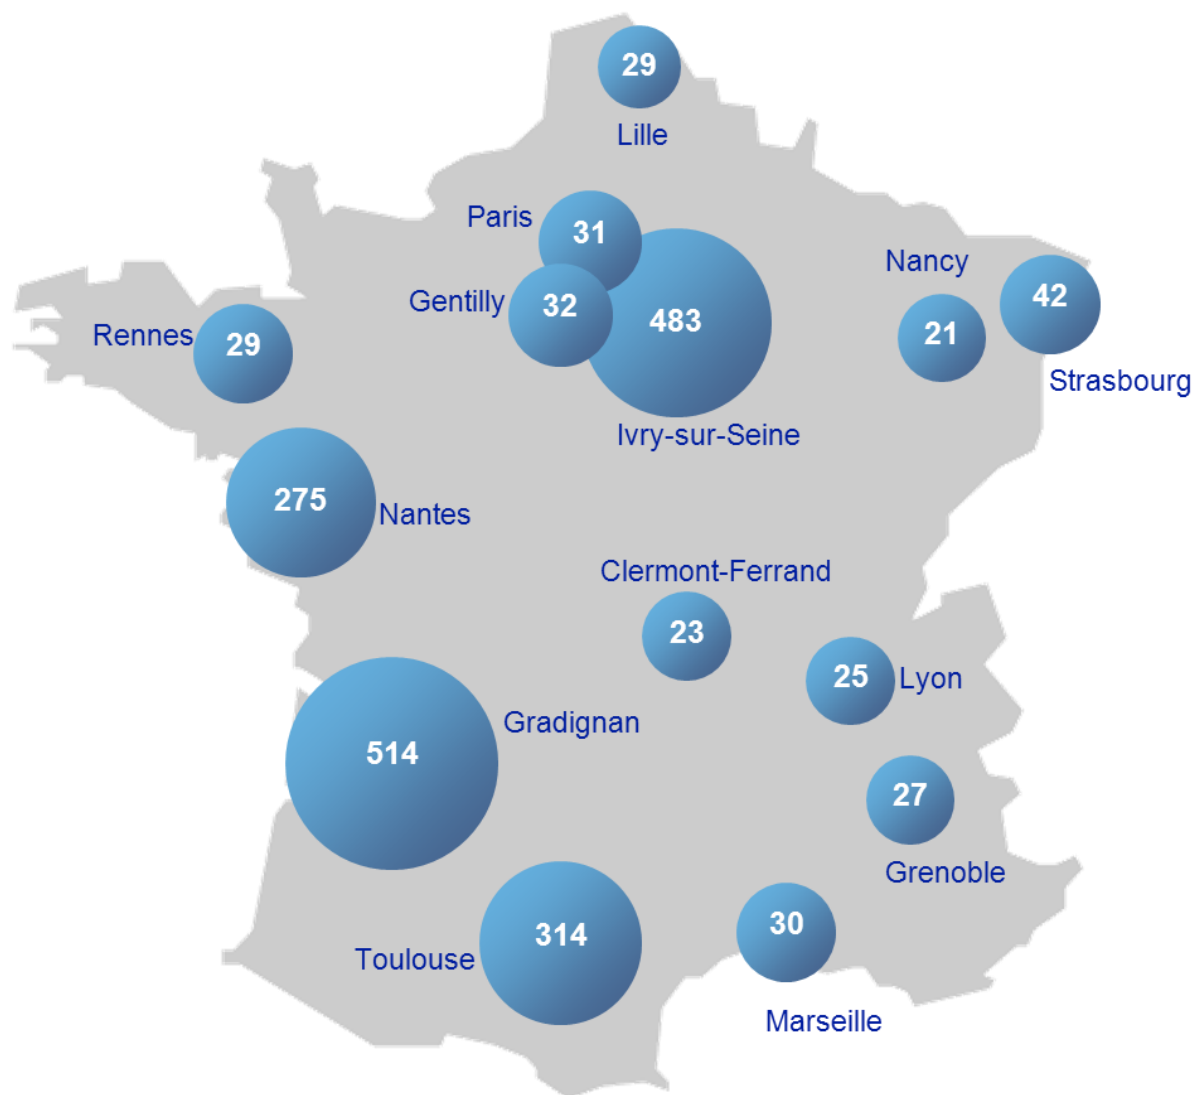 29
Lille
Paris
31
Gentilly
32
483
Ivry-sur-Seine
Nancy
21
42
Strasbourg
Rennes
29
275
Nantes
Clermont-Ferrand
23
25
Lyon
Gradignan
514
27
Grenoble
314
Toulouse
30
Marseille